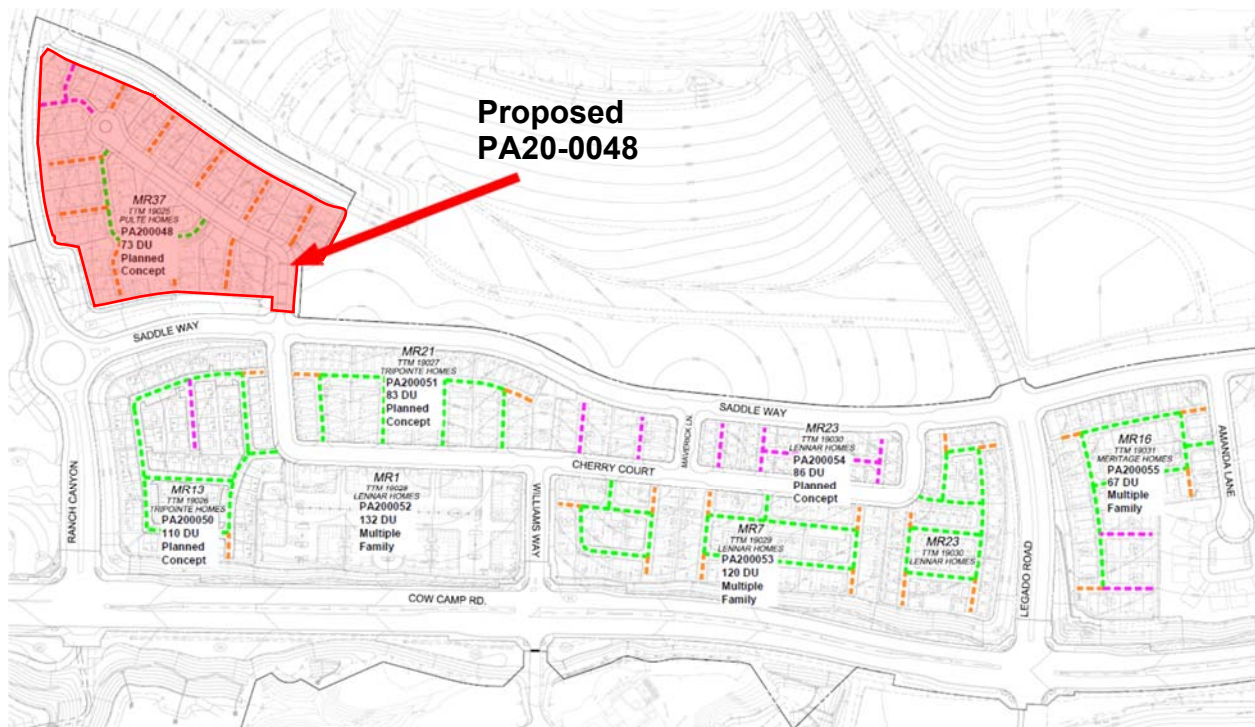 Proposed
PA20-0048
MR37
TTM 19025
PULTE HOMES
PA200048
73 DU
Planned
Concept
SADDLE WAY
MR21
TTM 19027
TRIPOINTE HOMES
PA200051
83 DU
Planned
Concept
SADDLE WAY
MR23
TTM 19030
LENNAR HOMES
PA200054
86 DU
Planned
Concept
MR16
TTM 19031
MERITAGE HOMES
PA200055
67 DU
Multiple
Family
AMANDA LANE
MAVERICK LN.
CHERRY COURT
RANCH CANYON
MR13
TTM 19026
TRIPOINTE HOMES
PA200050
110 DU
Planned
Concept
MR1
TTM 19028
LENNAR HOMES
PA200052
132 DU
Multiple
Family
WILLIAMS WAY
MR7
TTM 19029
LENNAR HOMES
PA200053
120 DU
Multiple
Family
MR23
TTM 19030
LENNAR HOMES
LEGADO ROAD
COW CAMP RD.